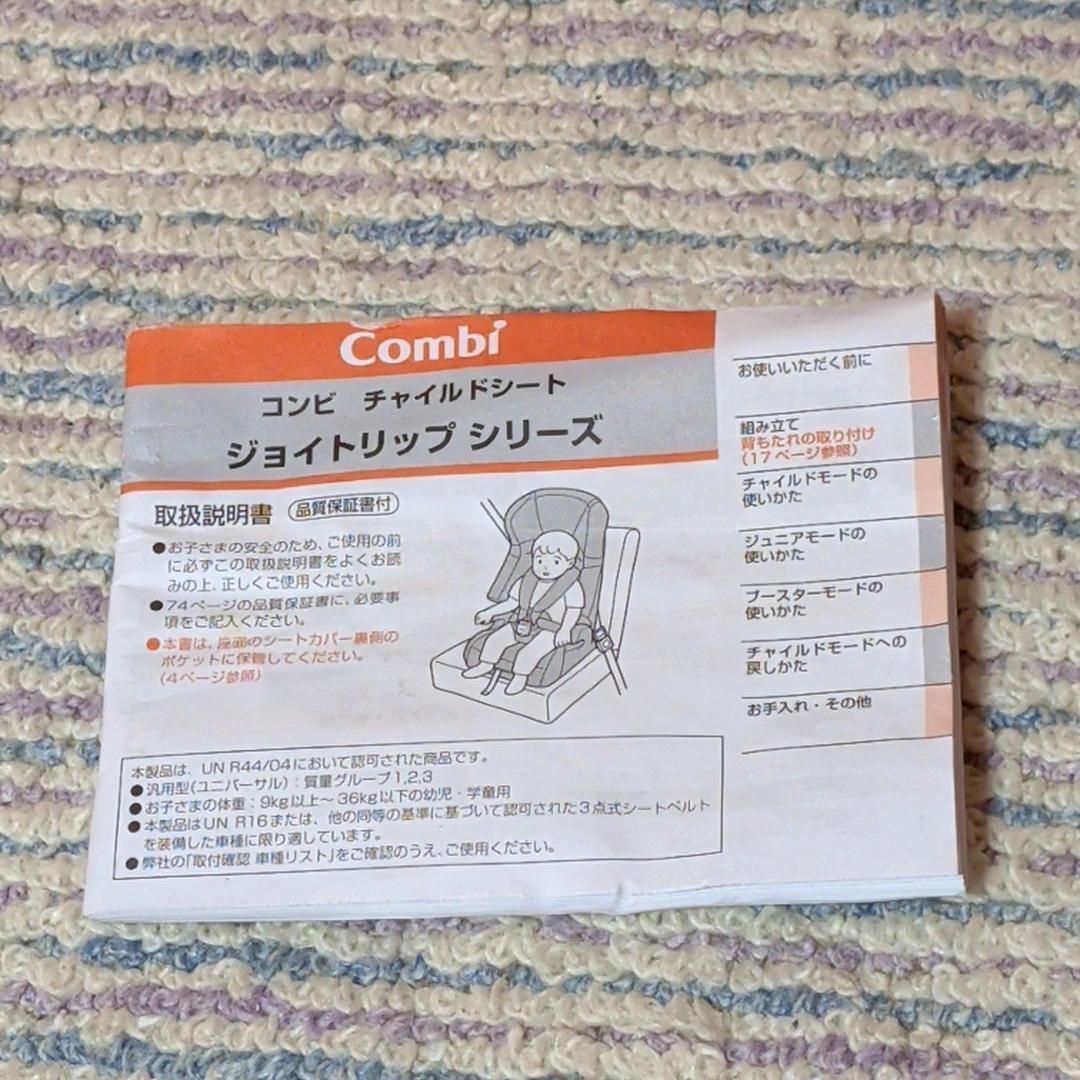 Combi
コンビ チャイルドシート
ジョイトリップ シリーズ
取扱説明書 品質保証書付
●お子さまの安全のため、ご使用の前
に必ずこの取扱説明書をよくお読
みの上、正しくご使用ください。
●74ページの品質保証書に、必要事
項をご記入ください。
●本書は、座面のシートカバー裏側の
ポケットに保管してください。
(4ページ参照)
お使いいただく前に
組み立て
背もたれの取り付け
(17ページ参照)
チャイルドモードの
使いかた
ジュニアモードの
使いかた
ブースターモードの
使いかた
チャイルドモードへの
戻しかた
お手入れ・その他
本製品は、UN R44/04において認可された商品です。
●汎用型(ユニバーサル):質量グループ1,2,3
●お子さまの体重:9kg以上～36kg以下の幼児・学童用
●本製品はUN R16または、他の同等の基準に基づいて認可された3点式シートベルト
を装備した車種に限り適しています。
●弊社の「取付確認 車種リスト」をご確認のうえ、ご使用ください。